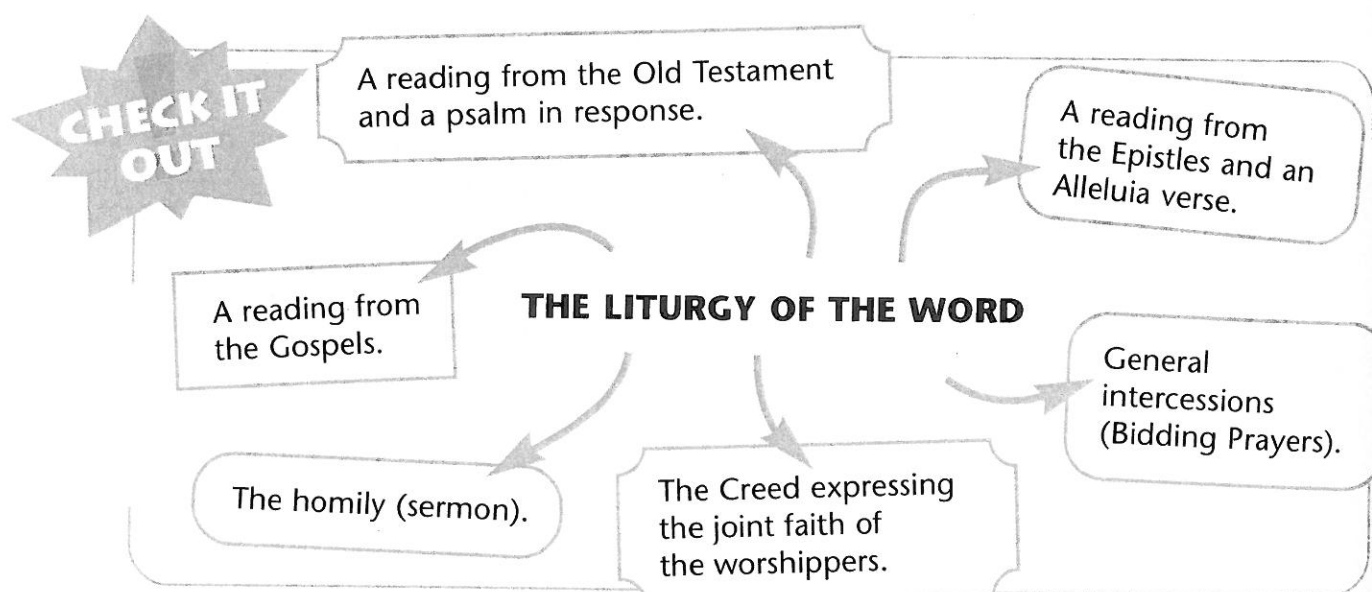 CHECK IT
OUT
A reading from the Old Testament
and a psalm in response.
A reading from
the Epistles and an
Alleluia verse.
A reading from
the Gospels.
THE LITURGY OF THE WORD
General
intercessions
(Bidding Prayers).
The homily (sermon).
The Creed expressing
the joint faith of
the worshippers.